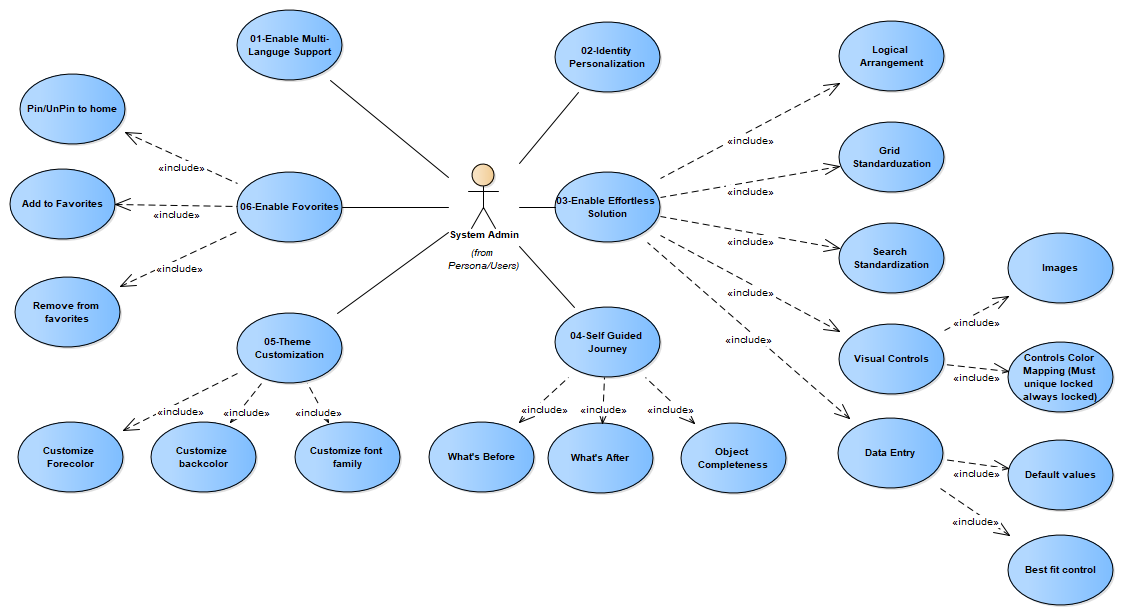 01-Enable Multi-
Languge Support
02-Identity
Personalization
Logical
Arrangement
Pin/UnPin to home
«include»
«include»
Grid
Standarduzation
«include»
Add to Favorites
«include»
06-Enable Fovorites
System Admin
(from
Persona/Users)
03-Enable Effortless
Solution
«include»
Search
Standardization
«include»
Remove from
favorites
Images
«include»
«include»
05-Theme
Customization
04-Self Guided
Journey
«include»
Visual Controls
«include»
Controls Color
Mapping (Must
unique locked
always locked)
«include»
«include»
«include»
«include»
«include»
«include»
Customize
Forecolor
Customize
backcolor
Customize font
family
What's Before
What's After
Object
Completeness
Data Entry
«include»
Default values
«include»
Best fit control